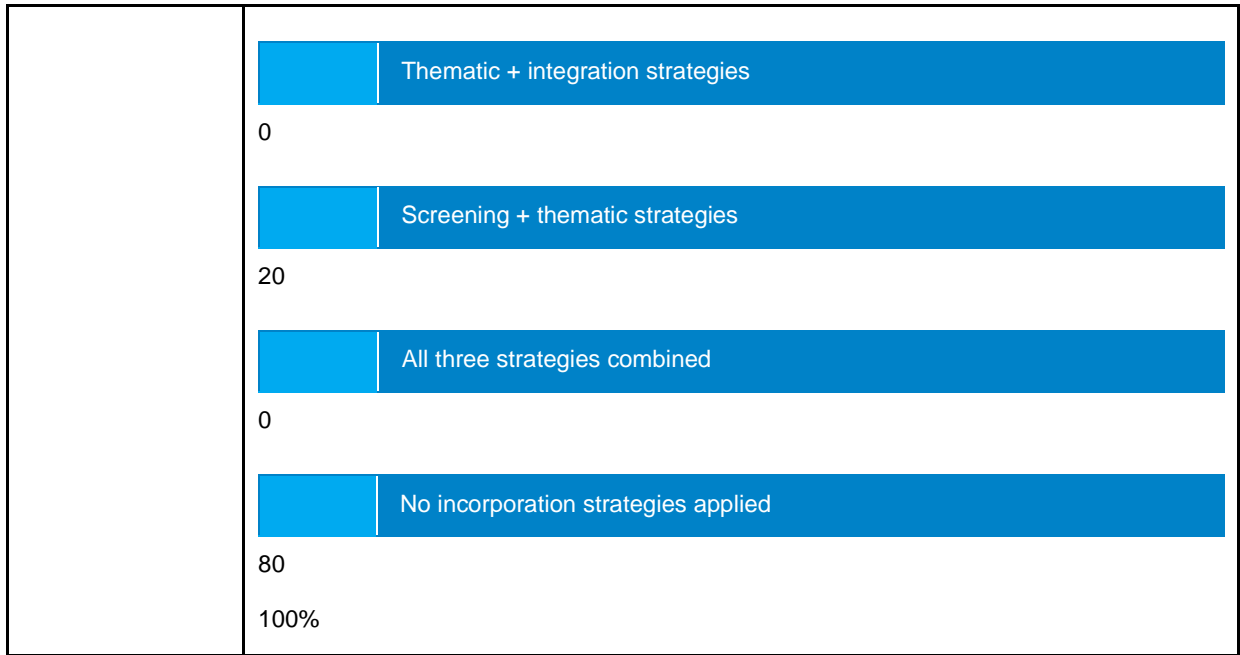 Thematic + integration strategies
0
Screening + thematic strategies
20
All three strategies combined
0
No incorporation strategies applied
80
100%